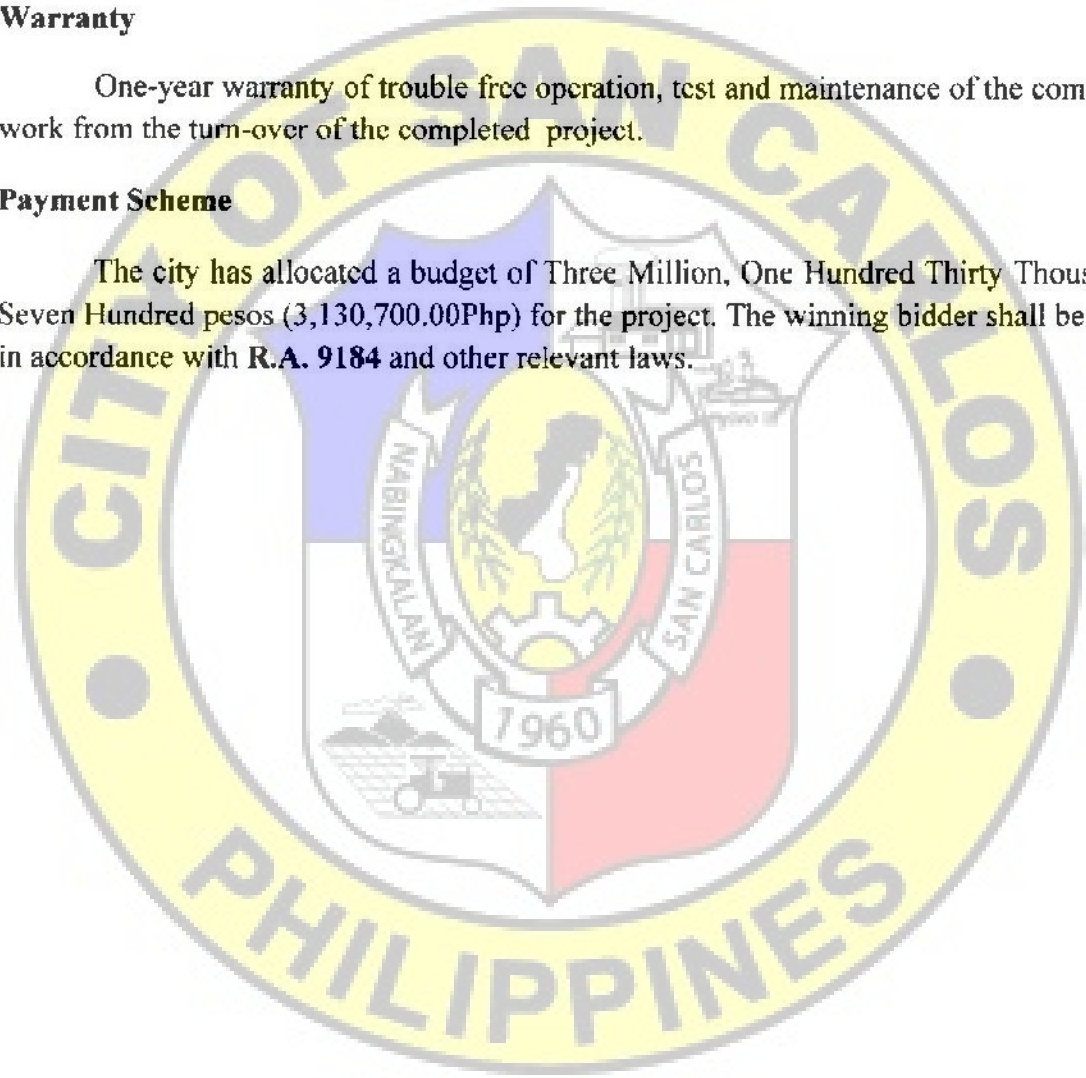 Warranty
One-year warranty of trouble free operation, test and maintenance of the com
work from the turn-over of the completed project.
Payment Scheme
The city has allocated a budget of Three Million, One Hundred Thirty Thous
Seven Hundred pesos (3,130,700.00Php) for the project. The winning bidder shall be
in accordance with R.A. 9184 and other relevant laws.
CITY OF SAN CARLOS
NABINGKALAN
SAN CARLOS
1960
PHILIPPINES